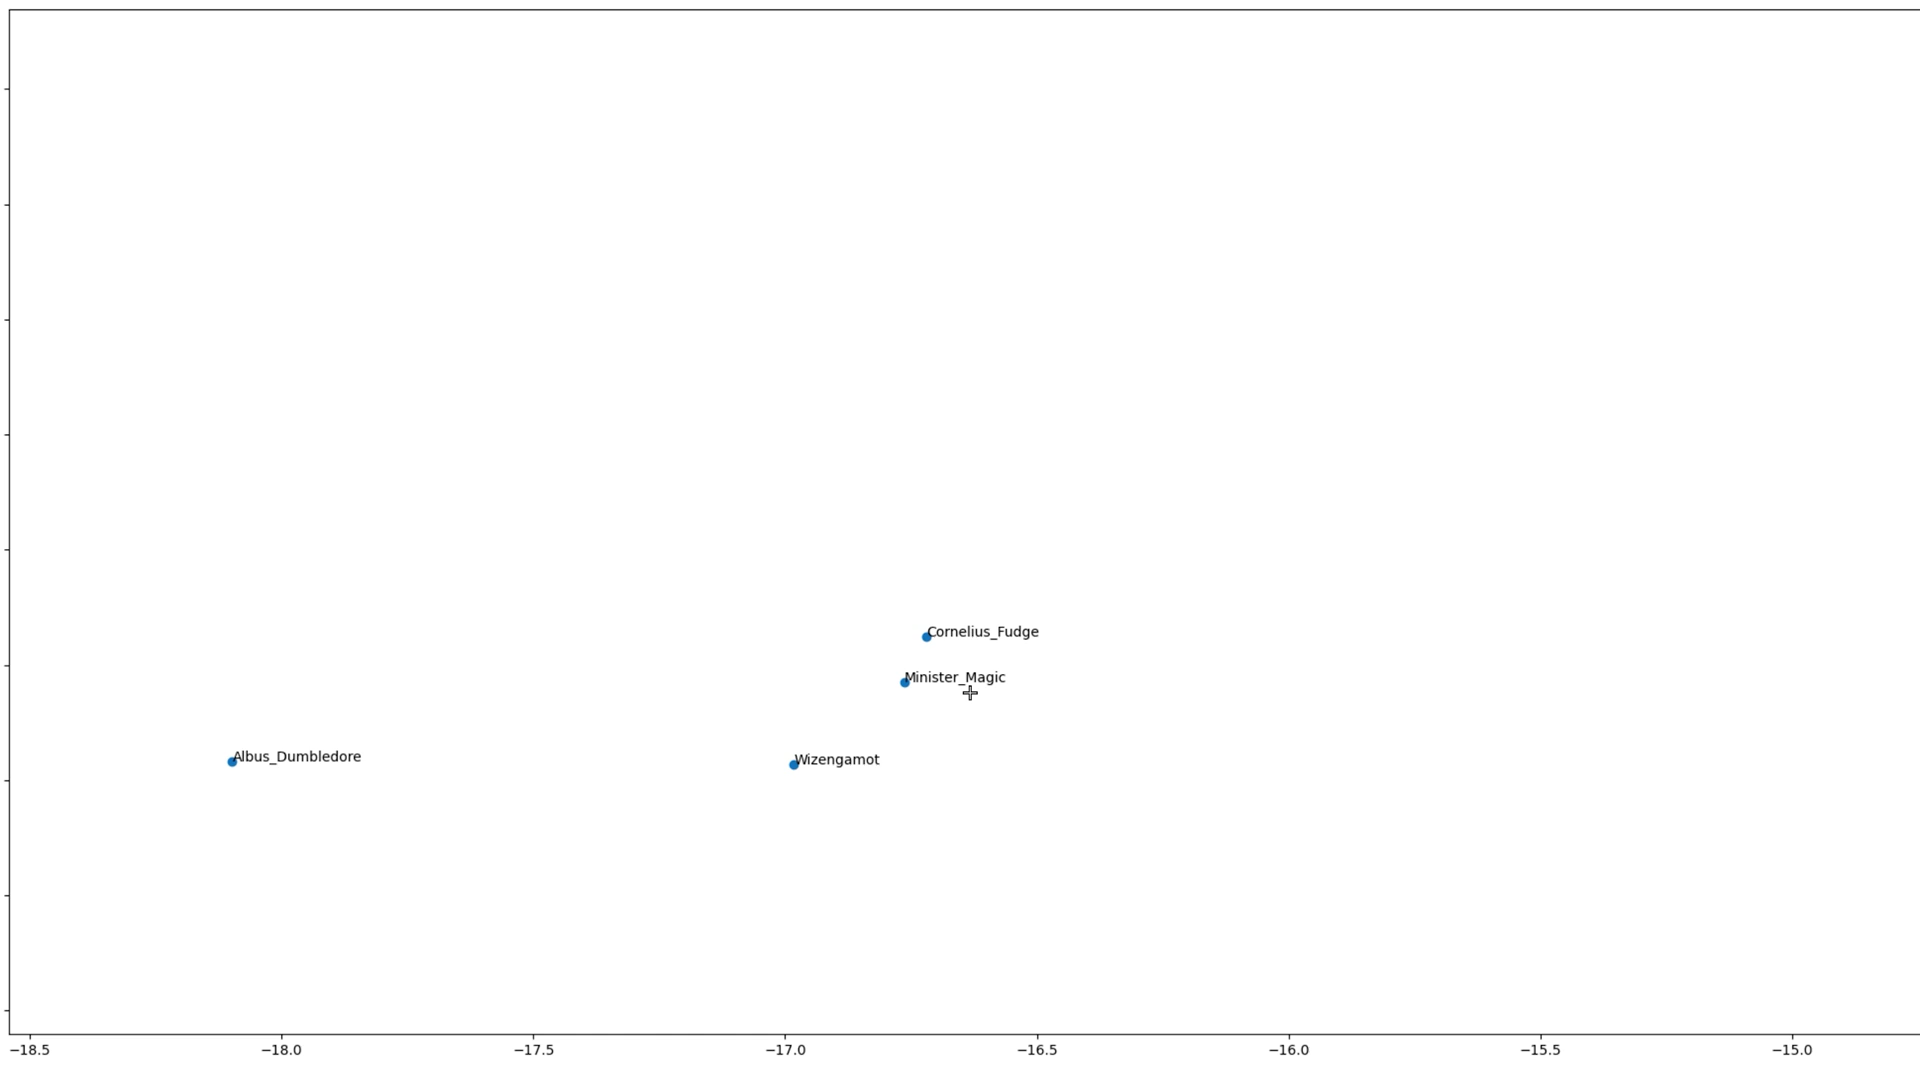 Cornelius_Fudge
Minister_Magic
Albus_Dumbledore
Wizengamot
−18.5 −18.0 −17.5 −17.0 −16.5 −16.0 −15.5 −15.0